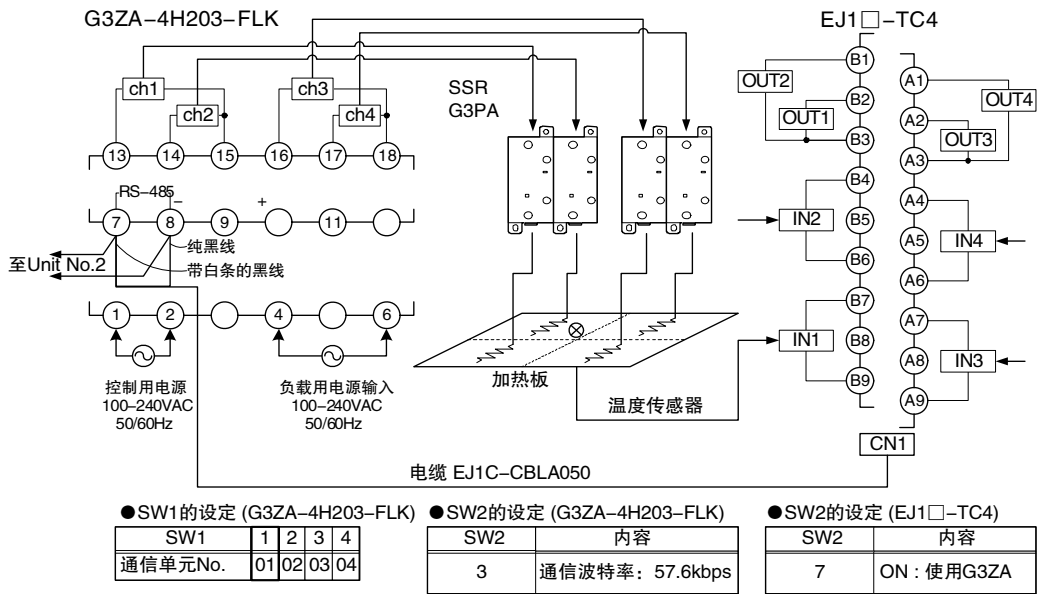 G3ZA-4H203-FLK
EJ1□-TC4
ch1
ch2
ch3
ch4
SSR
G3PA
13
14
15
16
17
18
RS-485
−
+
7
8
9
11
纯黑线
带白条的黑线
至Unit No.2
1
2
4
6
控制用电源
100-240VAC
50/60Hz
负载用电源输入
100-240VAC
50/60Hz
加热板
温度传感器
OUT2
OUT1
B1
B2
B3
B4
B5
B6
B7
B8
B9
IN2
IN1
A1
A2
A3
A4
A5
A6
A7
A8
A9
OUT4
OUT3
IN4
IN3
CN1
电缆 EJ1C-CBLA050
●SW1的设定 (G3ZA-4H203-FLK)
SW1 1 2 3 4
通信单元No. 01 02 03 04
●SW2的设定 (G3ZA-4H203-FLK)
SW2 内容
3 通信波特率：57.6kbps
●SW2的设定 (EJ1□-TC4)
SW2 内容
7 ON : 使用G3ZA